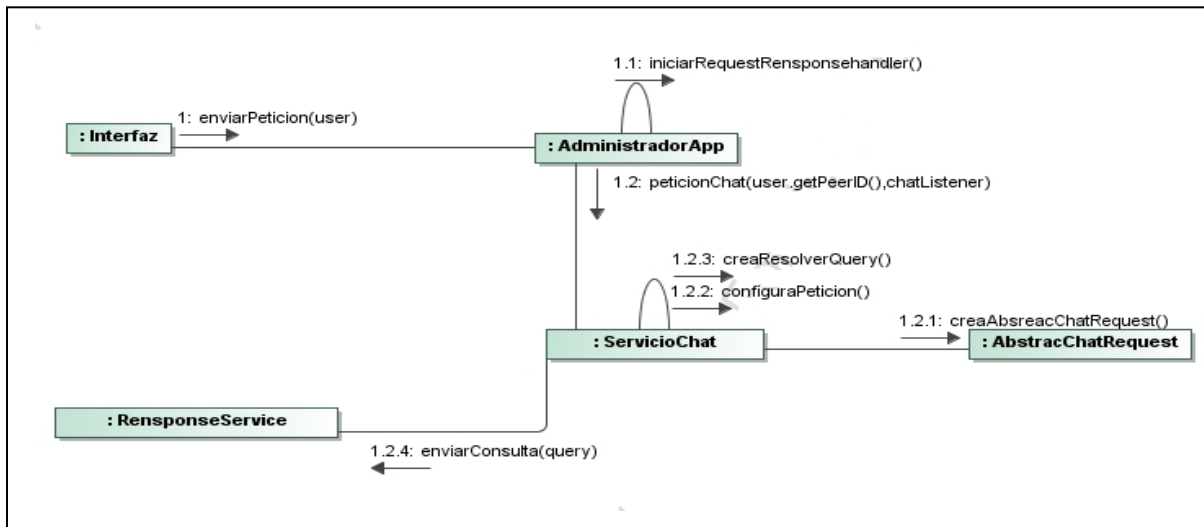 1.1: iniciarRequestRensponsehandler()
1: enviarPeticion(user)
: Interfaz
: AdministradorApp
1.2: peticionChat(user.getPeerID(),chatListener)
1.2.3: creaResolverQuery()
1.2.2: configuraPeticion()
1.2.1: creaAbsreacChatRequest()
: ServicioChat
: AbstracChatRequest
: RensponseService
1.2.4: enviarConsulta(query)